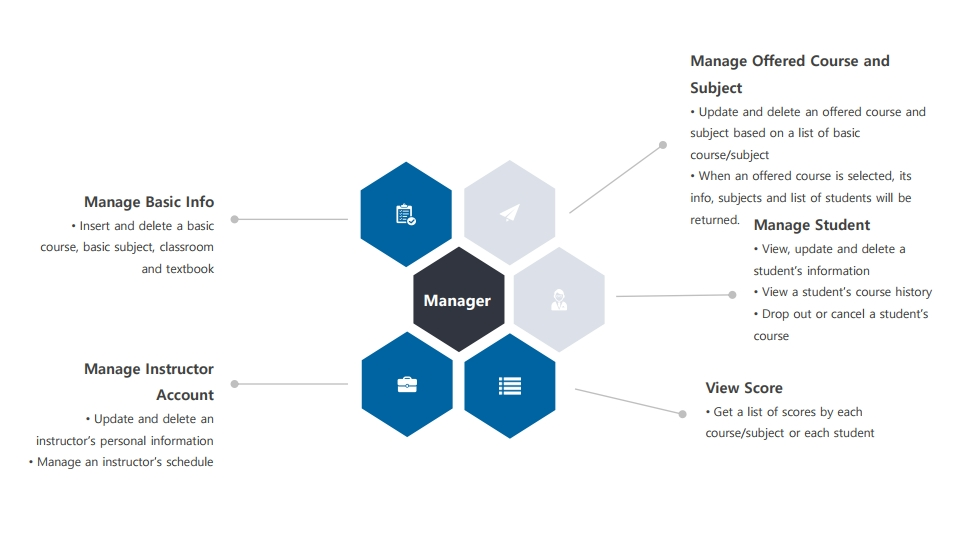 Manage Offered Course and
Subject
• Update and delete an offered course and
subject based on a list of basic
course/subject
• When an offered course is selected, its
info, subjects and list of students will be
returned.
Manage Basic Info
• Insert and delete a basic
course, basic subject, classroom
and textbook
Manage Student
• View, update and delete a
student's information
• View a student's course history
• Drop out or cancel a student's
course
Manager
Manage Instructor
Account
• Update and delete an
instructor's personal information
• Manage an instructor's schedule
View Score
• Get a list of scores by each
course/subject or each student